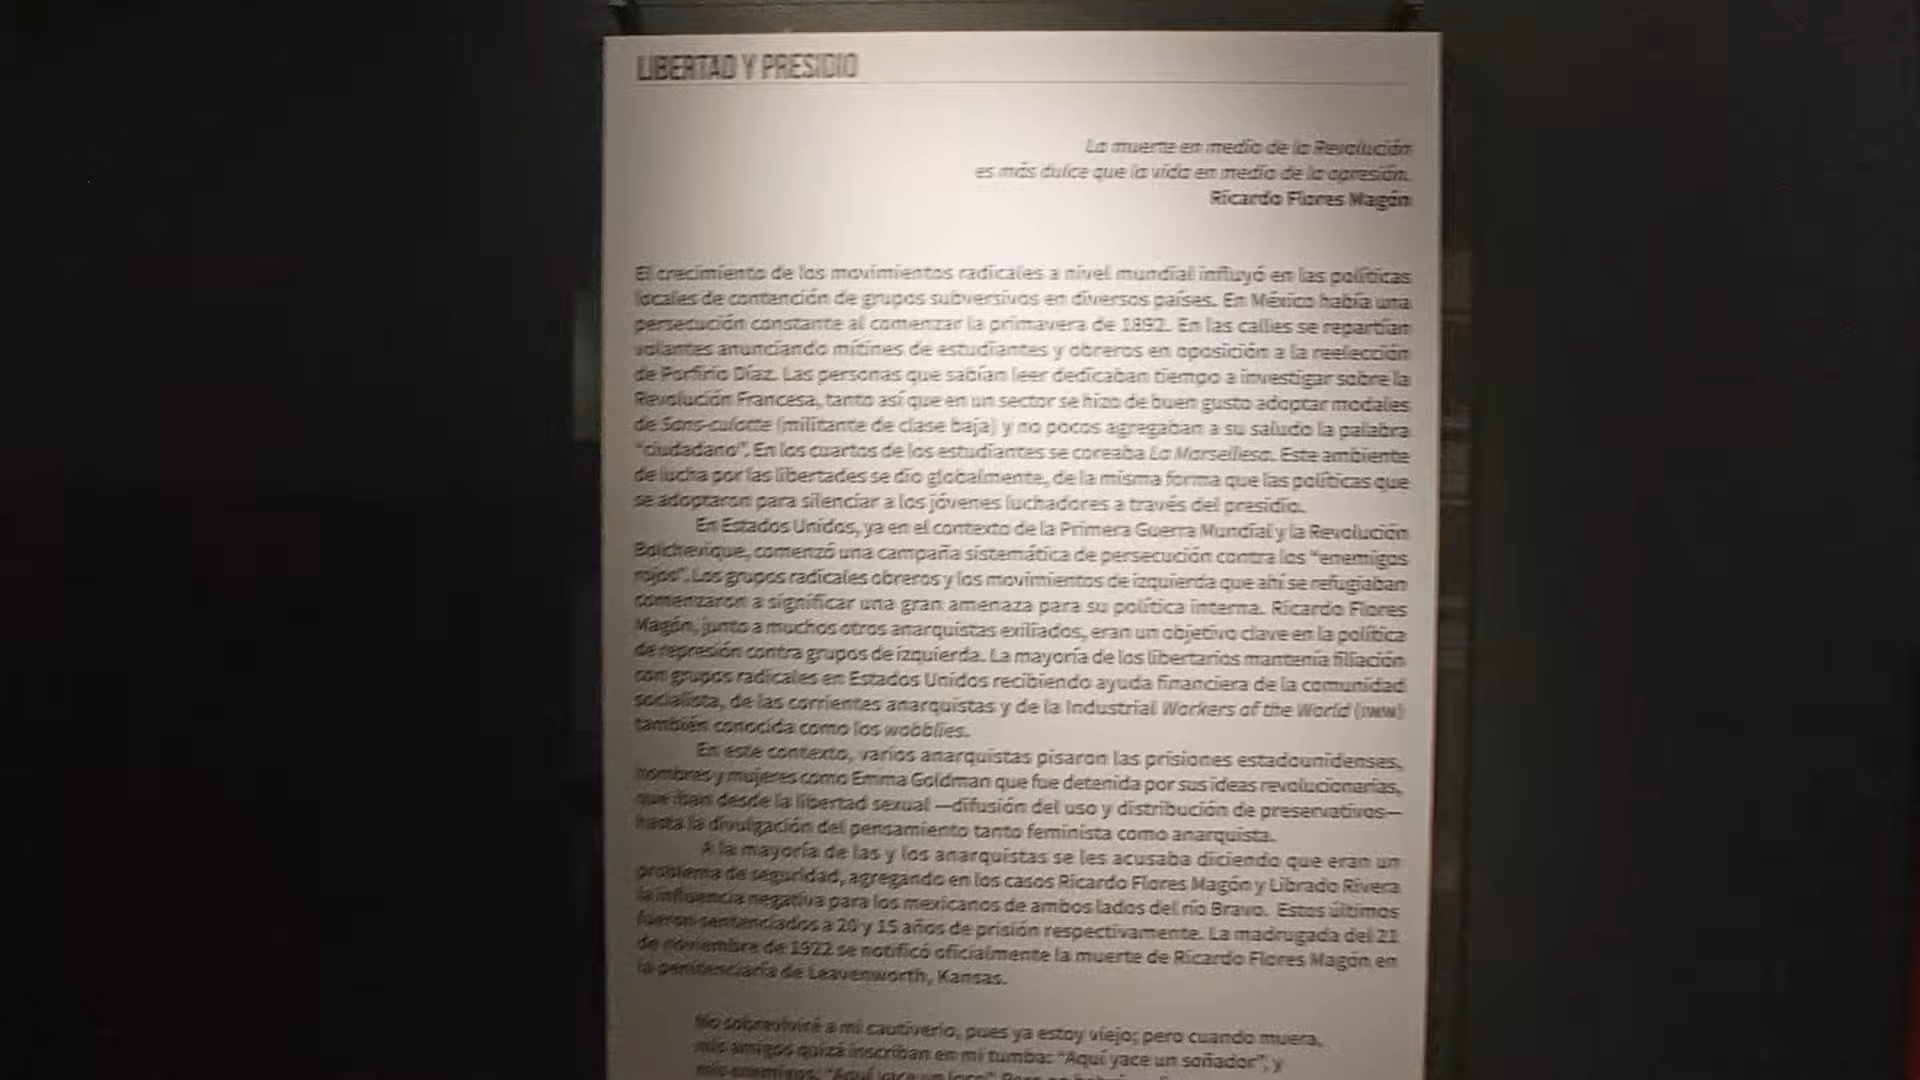 LIBERTAD Y PRESIDIO
La muerte en medio de la Revolución
es más dulce que la vida en medio de la opresión.
Ricardo Flores Magón
El crecimiento de los movimientos radicales a nivel mundial influyó en las políticas
locales de contención de grupos subversivos en diversos países. En México había una
persecución constante al comenzar la primavera de 1892. En las calles se repartían
volantes anunciando mítines de estudiantes y obreros en oposición a la reelección
de Porfirio Díaz. Las personas que sabían leer dedicaban tiempo a investigar sobre la
Revolución Francesa, tanto así que en un sector se hizo de buen gusto adoptar modales
de Sans-culotte (militante de clase baja) y no pocos agregaban a su saludo la palabra
"ciudadano". En los cuartos de los estudiantes se coreaba La Marsellesa. Este ambiente
de lucha por las libertades se dio globalmente, de la misma forma que las políticas que
se adoptaron para silenciar a los jóvenes luchadores a través del presidio.
En Estados Unidos, ya en el contexto de la Primera Guerra Mundial y la Revolución
Bolchevique, comenzó una campaña sistemática de persecución contra los "enemigos
rojos". Los grupos radicales obreros y los movimientos de izquierda que ahí se refugiaban
comenzaron a significar una gran amenaza para su política interna. Ricardo Flores
Magón, junto a muchos otros anarquistas exiliados, eran un objetivo clave en la política
de represión contra grupos de izquierda. La mayoría de los libertarios mantenía filiación
con grupos radicales en Estados Unidos recibiendo ayuda financiera de la comunidad
socialista, de las corrientes anarquistas y de la Industrial Workers of the World (IWW)
también conocida como los wobblies.
En este contexto, varios anarquistas pisaron las prisiones estadounidenses,
hombres y mujeres como Emma Goldman que fue detenida por sus ideas revolucionarias,
que iban desde la libertad sexual —difusión del uso y distribución de preservativos—
hasta la divulgación del pensamiento tanto feminista como anarquista.
A la mayoría de las y los anarquistas se les acusaba diciendo que eran un
problema de seguridad, agregando en los casos Ricardo Flores Magón y Librado Rivera
la influencia negativa para los mexicanos de ambos lados del río Bravo. Estos últimos
fueron sentenciados a 20 y 15 años de prisión respectivamente. La madrugada del 21
de noviembre de 1922 se notificó oficialmente la muerte de Ricardo Flores Magón en
la penitenciaría de Leavenworth, Kansas.
No sobreviviré a mi cautiverio, pues ya estoy viejo; pero cuando muera,
mis amigos quizá inscriban en mi tumba: "Aquí yace un soñador", y
mis enemigos: "Aquí yace un loco".